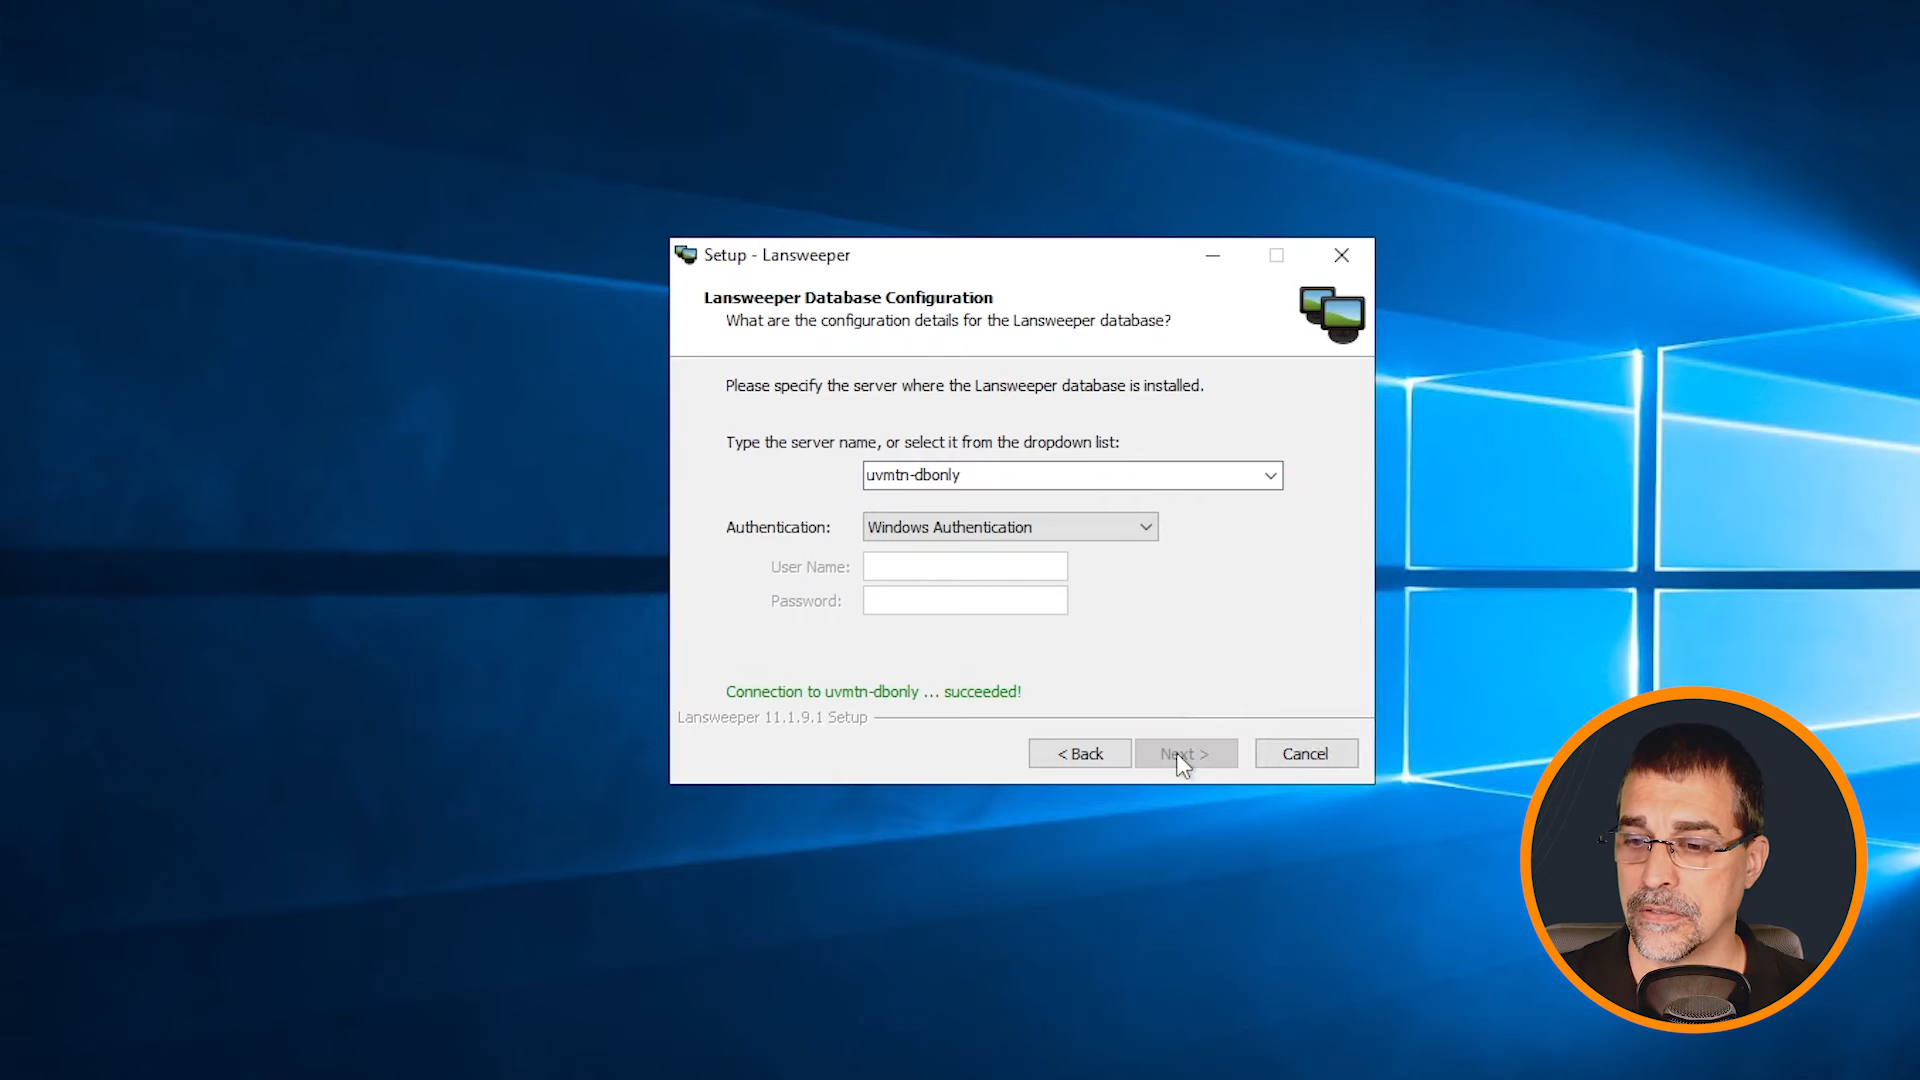 Setup - Lansweeper
Lansweeper Database Configuration
What are the configuration details for the Lansweeper database?
Please specify the server where the Lansweeper database is installed.
Type the server name, or select it from the dropdown list:
uvmtn-dbonly
Authentication: Windows Authentication
User Name:
Password:
Connection to uvmtn-dbonly ... succeeded!
Lansweeper 11.1.9.1 Setup
< Back Next > Cancel